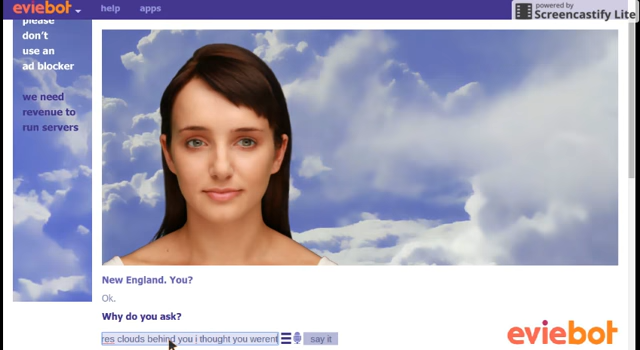 eviebot
help apps
powered by
Screencastify Lite
please
don't
use an
ad blocker
we need
revenue to
run servers
New England. You?
Ok.
Why do you ask?
res clouds behind you i thought you werent
say it
eviebot